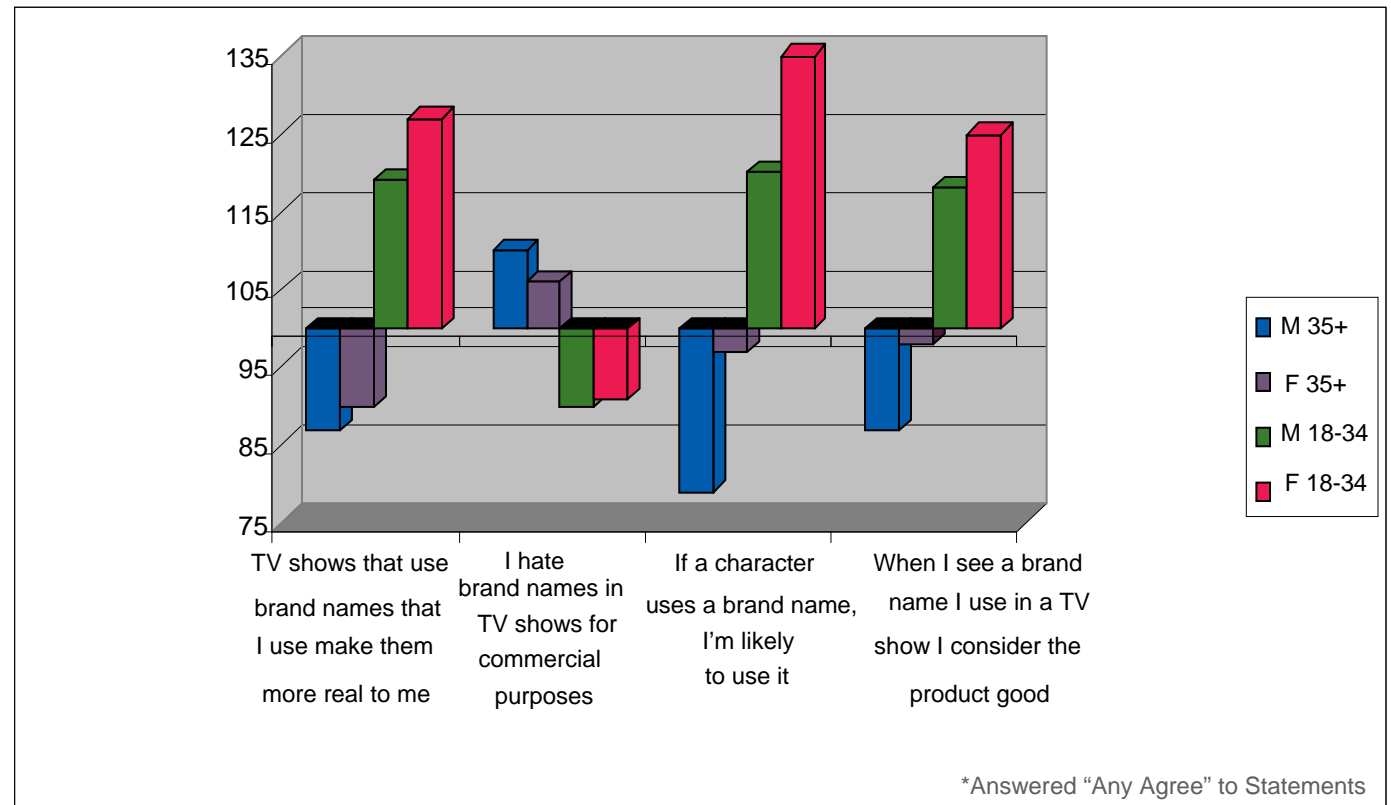 135
125
115
105
95
85
75
TV shows that use
brand names that
I use make them
more real to me
I hate
brand names in
TV shows for
commercial
purposes
If a character
uses a brand name,
I’m likely
to use it
When I see a brand
name I use in a TV
show I consider the
product good
M 35+
F 35+
M 18-34
F 18-34
*Answered “Any Agree” to Statements